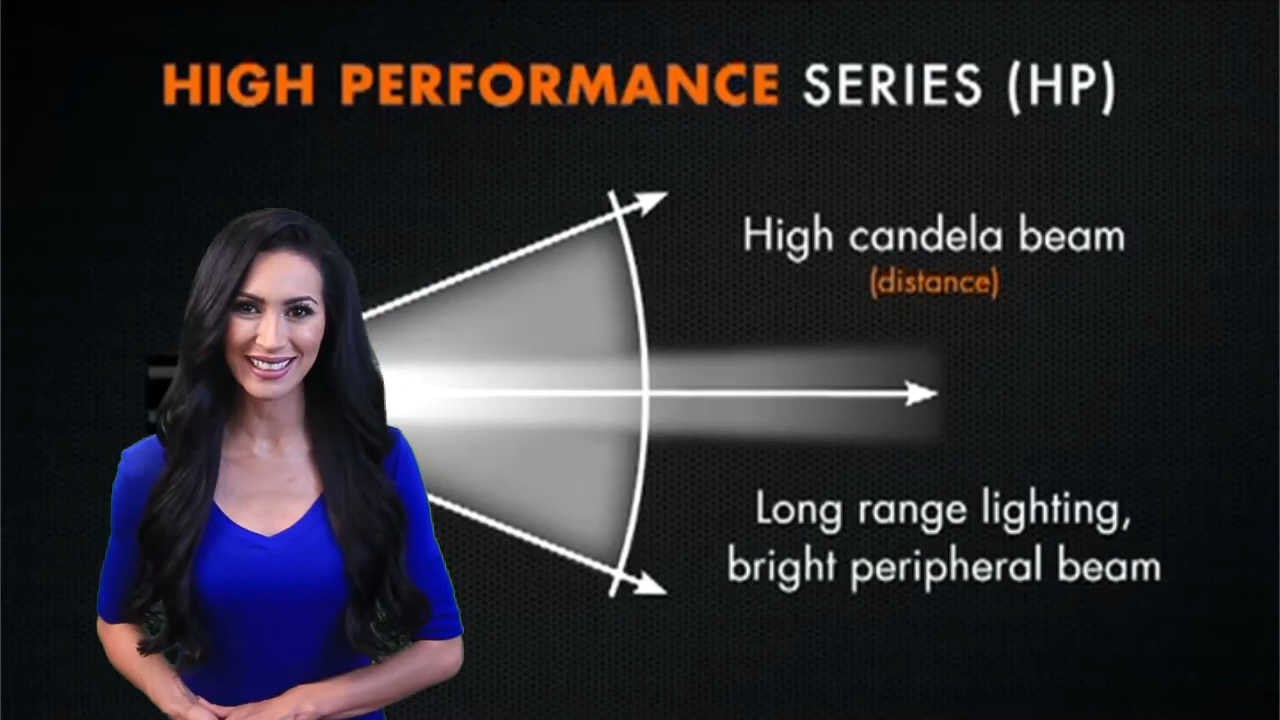 HIGH PERFORMANCE SERIES (HP)
High candela beam
(distance)
Long range lighting,
bright peripheral beam